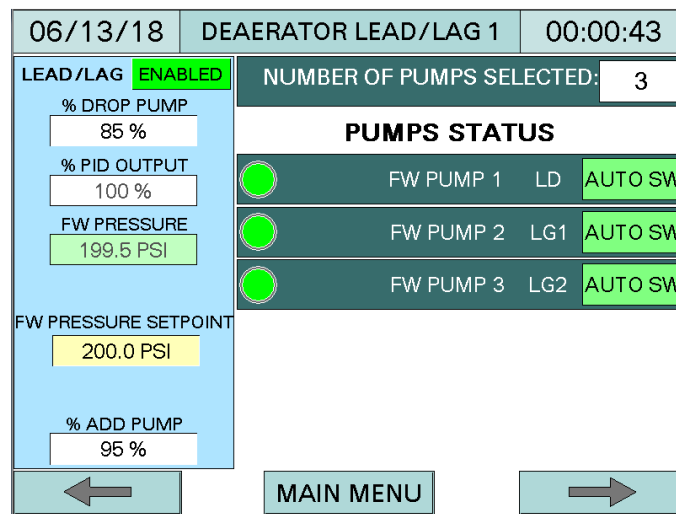 06/13/18 DEAERATOR LEAD/LAG 1 00:00:43
LEAD/LAG ENABLED
NUMBER OF PUMPS SELECTED: 3
% DROP PUMP
85 %
PUMPS STATUS
% PID OUTPUT
100 %
FW PUMP 1 LD AUTO SW
FW PRESSURE
199.5 PSI
FW PUMP 2 LG1 AUTO SW
FW PUMP 3 LG2 AUTO SW
FW PRESSURE SETPOINT
200.0 PSI
% ADD PUMP
95 %
MAIN MENU